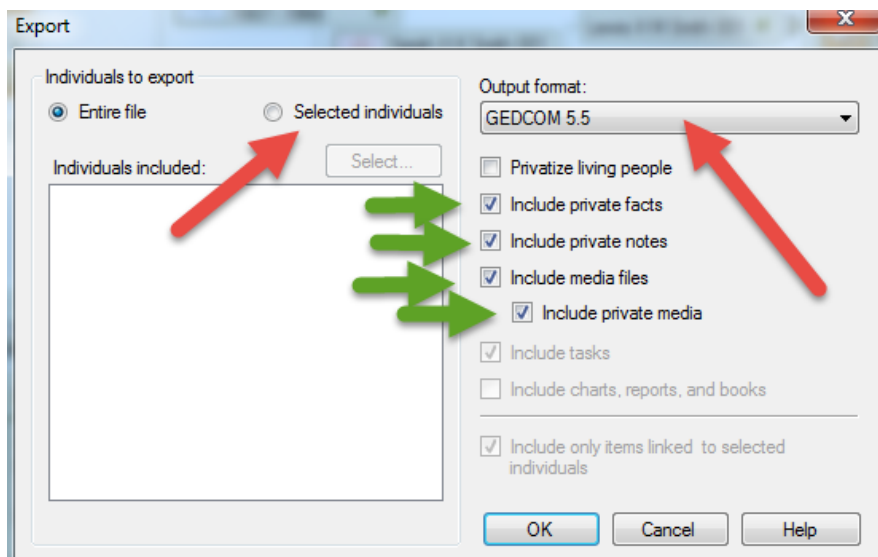 Export
Individuals to export
Entire file
Selected individuals
Individuals included:
Select...
Output format:
GEDCOM 5.5
Privatize living people
Include private facts
Include private notes
Include media files
Include private media
Include tasks
Include charts, reports, and books
Include only items linked to selected
individuals
OK
Cancel
Help